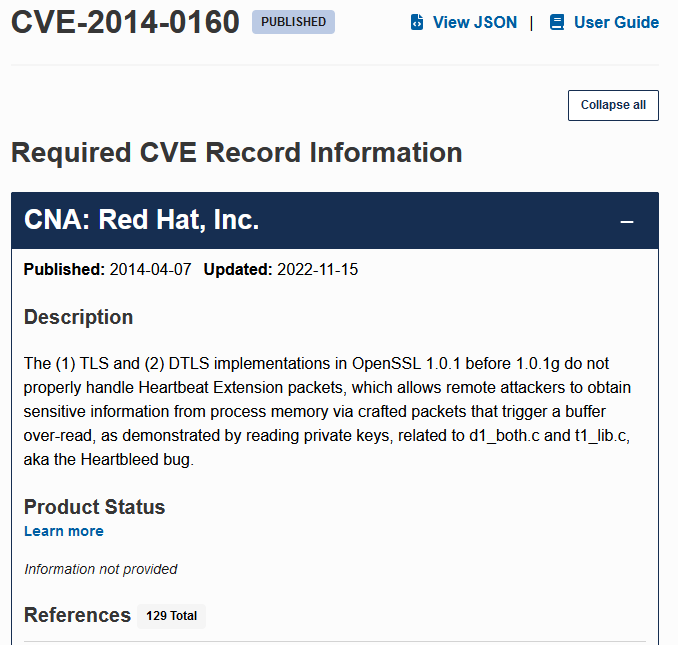 CVE-2014-0160 PUBLISHED View JSON | User Guide
Collapse all
Required CVE Record Information
CNA: Red Hat, Inc. –
Published: 2014-04-07 Updated: 2022-11-15
Description
The (1) TLS and (2) DTLS implementations in OpenSSL 1.0.1 before 1.0.1g do not
properly handle Heartbeat Extension packets, which allows remote attackers to obtain
sensitive information from process memory via crafted packets that trigger a buffer
over-read, as demonstrated by reading private keys, related to d1_both.c and t1_lib.c,
aka the Heartbleed bug.
Product Status
Learn more
Information not provided
References 129 Total